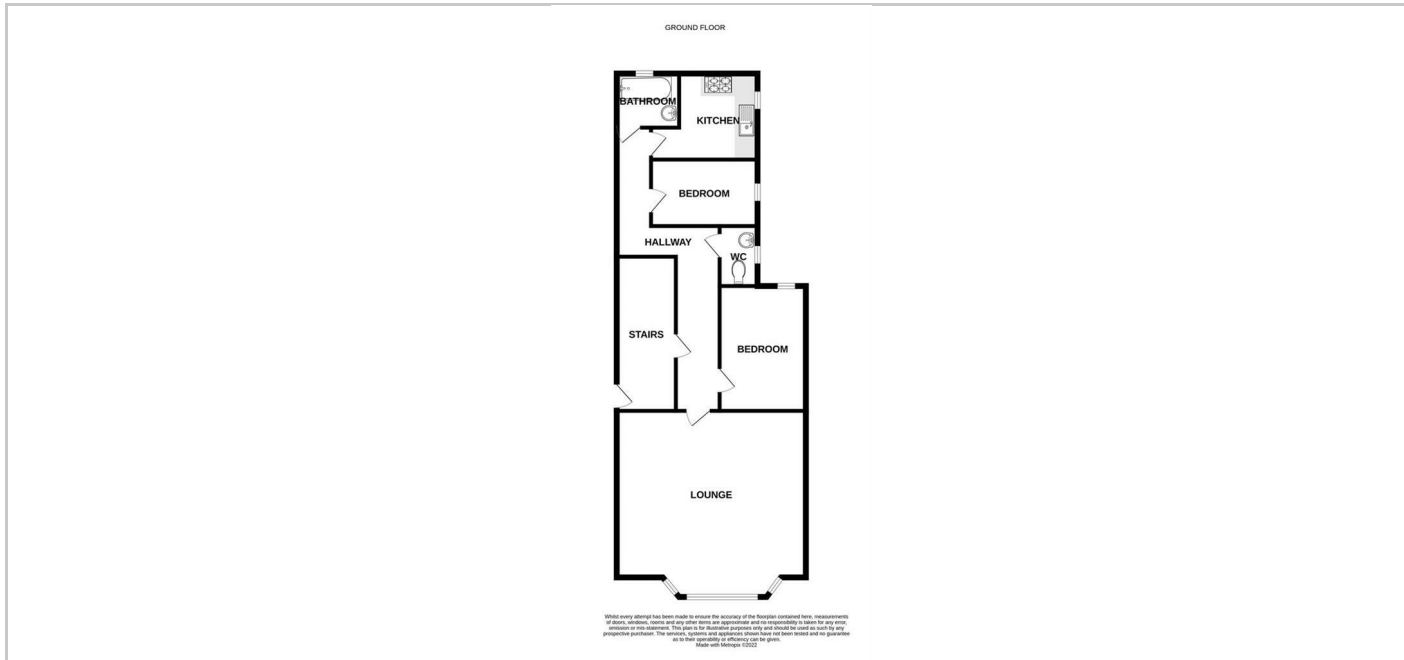 GROUND FLOOR
BATHROOM
KITCHEN
BEDROOM
HALLWAY
WC
STAIRS
BEDROOM
LOUNGE
Whilst every attempt has been made to ensure the accuracy of the floorplan contained here, measurements
of doors, windows, rooms and any other items are approximate and no responsibility is taken for any error,
omission or mis-statement. This plan is for illustrative purposes only and should be used as such by any
prospective purchaser. The services, systems and appliances shown have not been tested and no guarantee
as to their operability or efficiency can be given.
Made with Metropix ©2022